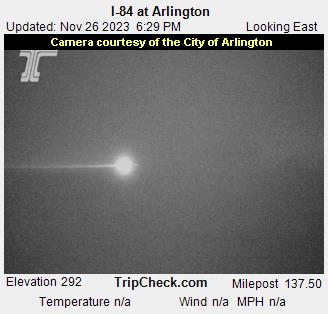 I-84 at Arlington
Updated: Nov 26 2023 6:29 PM Looking East
Camera courtesy of the City of Arlington
Elevation 292 TripCheck.com Milepost 137.50
Temperature n/a Wind n/a MPH n/a